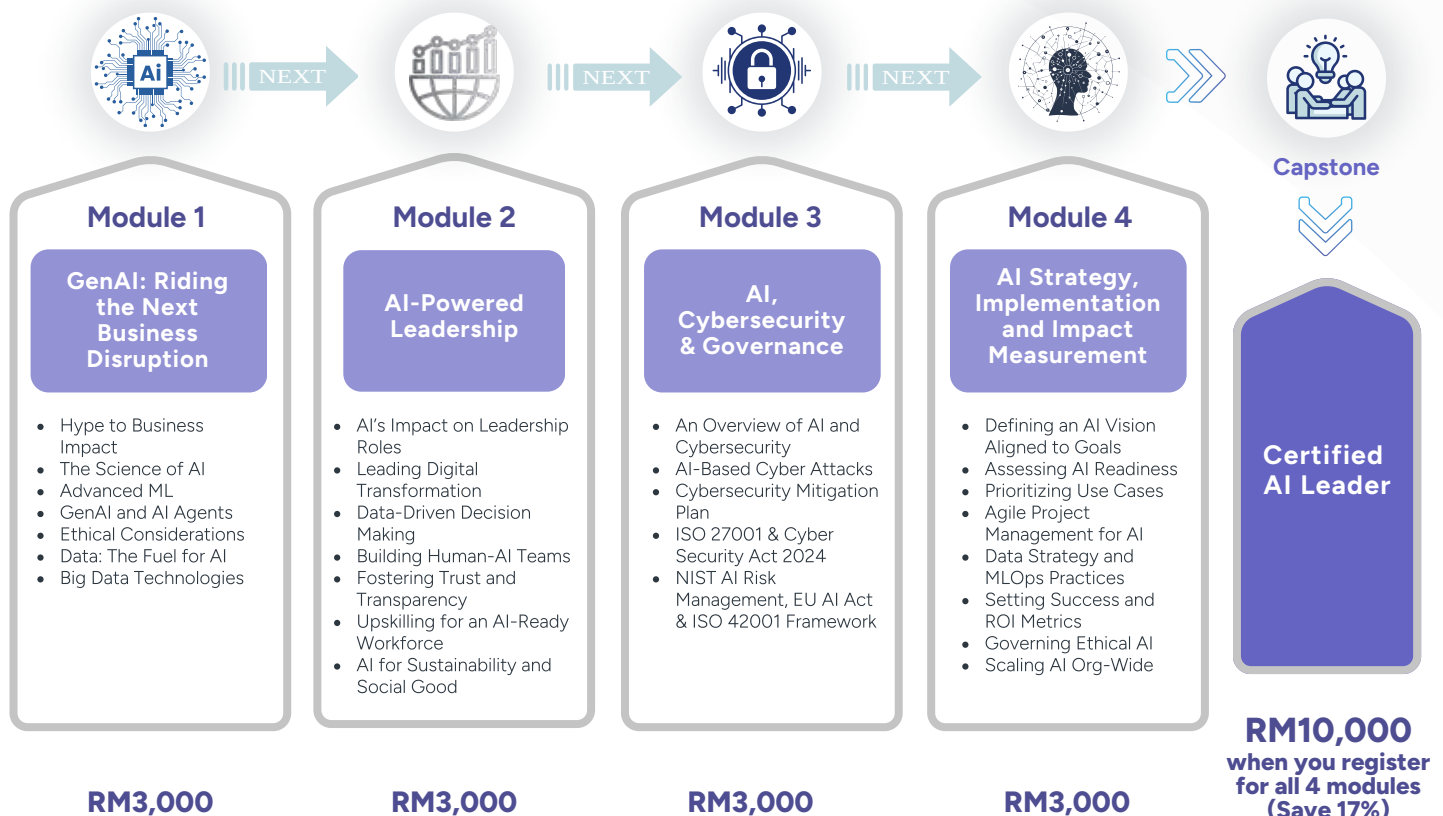 Ai
NEXT
NEXT
NEXT
Capstone
Module 1
GenAI: Riding
the Next
Business
Disruption
• Hype to Business
Impact
• The Science of AI
• Advanced ML
• GenAI and AI Agents
• Ethical Considerations
• Data: The Fuel for AI
• Big Data Technologies
RM3,000
Module 2
AI-Powered
Leadership
• AI’s Impact on Leadership
Roles
• Leading Digital
Transformation
• Data-Driven Decision
Making
• Building Human-AI Teams
• Fostering Trust and
Transparency
• Upskilling for an AI-Ready
Workforce
• AI for Sustainability and
Social Good
RM3,000
Module 3
AI,
Cybersecurity
& Governance
• An Overview of AI and
Cybersecurity
• AI-Based Cyber Attacks
• Cybersecurity Mitigation
Plan
• ISO 27001 & Cyber
Security Act 2024
• NIST AI Risk
Management, EU AI Act
& ISO 42001 Framework
RM3,000
Module 4
AI Strategy,
Implementation
and Impact
Measurement
• Defining an AI Vision
Aligned to Goals
• Assessing AI Readiness
• Prioritizing Use Cases
• Agile Project
Management for AI
• Data Strategy and
MLOps Practices
• Setting Success and
ROI Metrics
• Governing Ethical AI
• Scaling AI Org-Wide
RM3,000
Certified
AI Leader
RM10,000
when you register
for all 4 modules
(Save 17%)